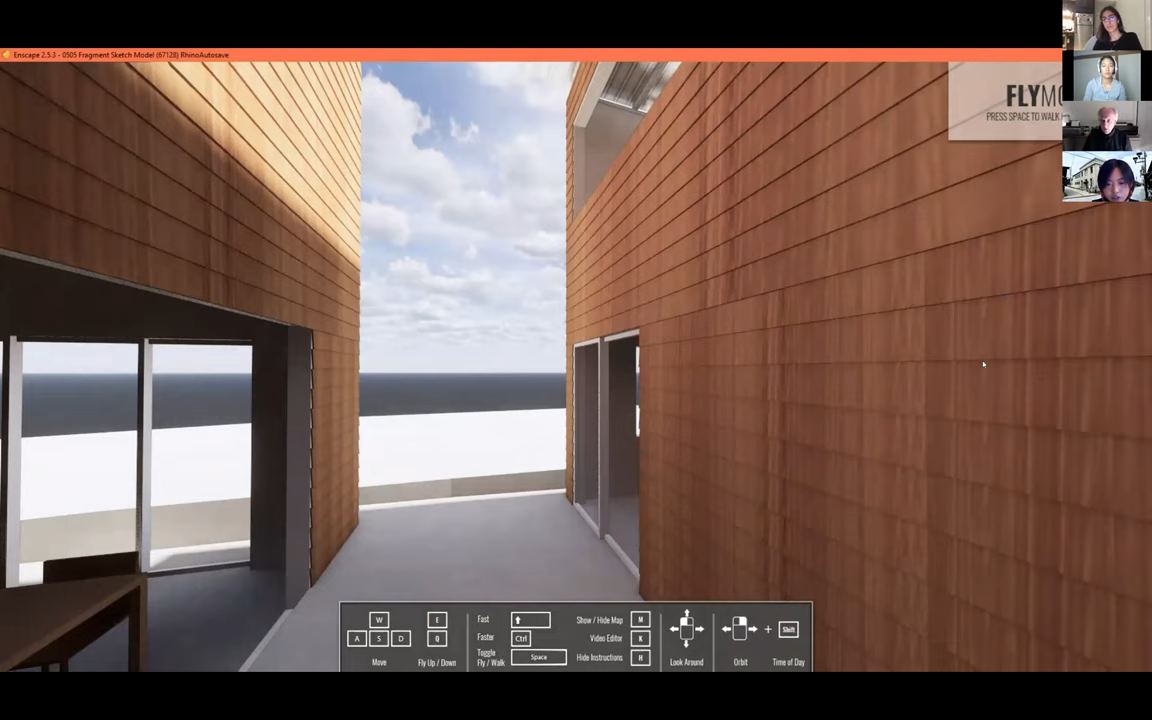 Enscape 2.5.3 - 0505 Fragment Sketch Model (67128) RhinoAutosave
FLYMO
PRESS SPACE TO WALK
W
E
A
S
D
Q
Move
Fly Up / Down
Fast
Faster
Ctrl
Toggle
Fly / Walk
Space
Show / Hide Map
M
Video Editor
K
Hide Instructions
H
Look Around
Orbit
+
Shift
Time of Day